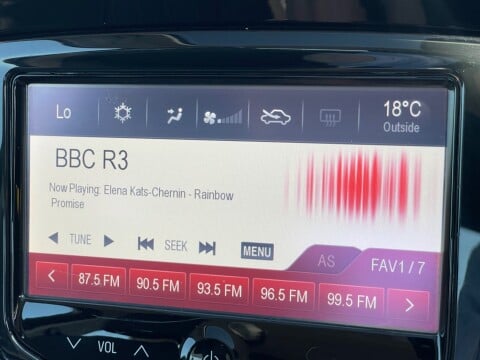 Lo
18°C
Outside
BBC R3
Now Playing: Elena Kats-Chernin - Rainbow
Promise
TUNE
SEEK
MENU
AS
FAV1 / 7
87.5 FM
90.5 FM
93.5 FM
96.5 FM
99.5 FM
VOL